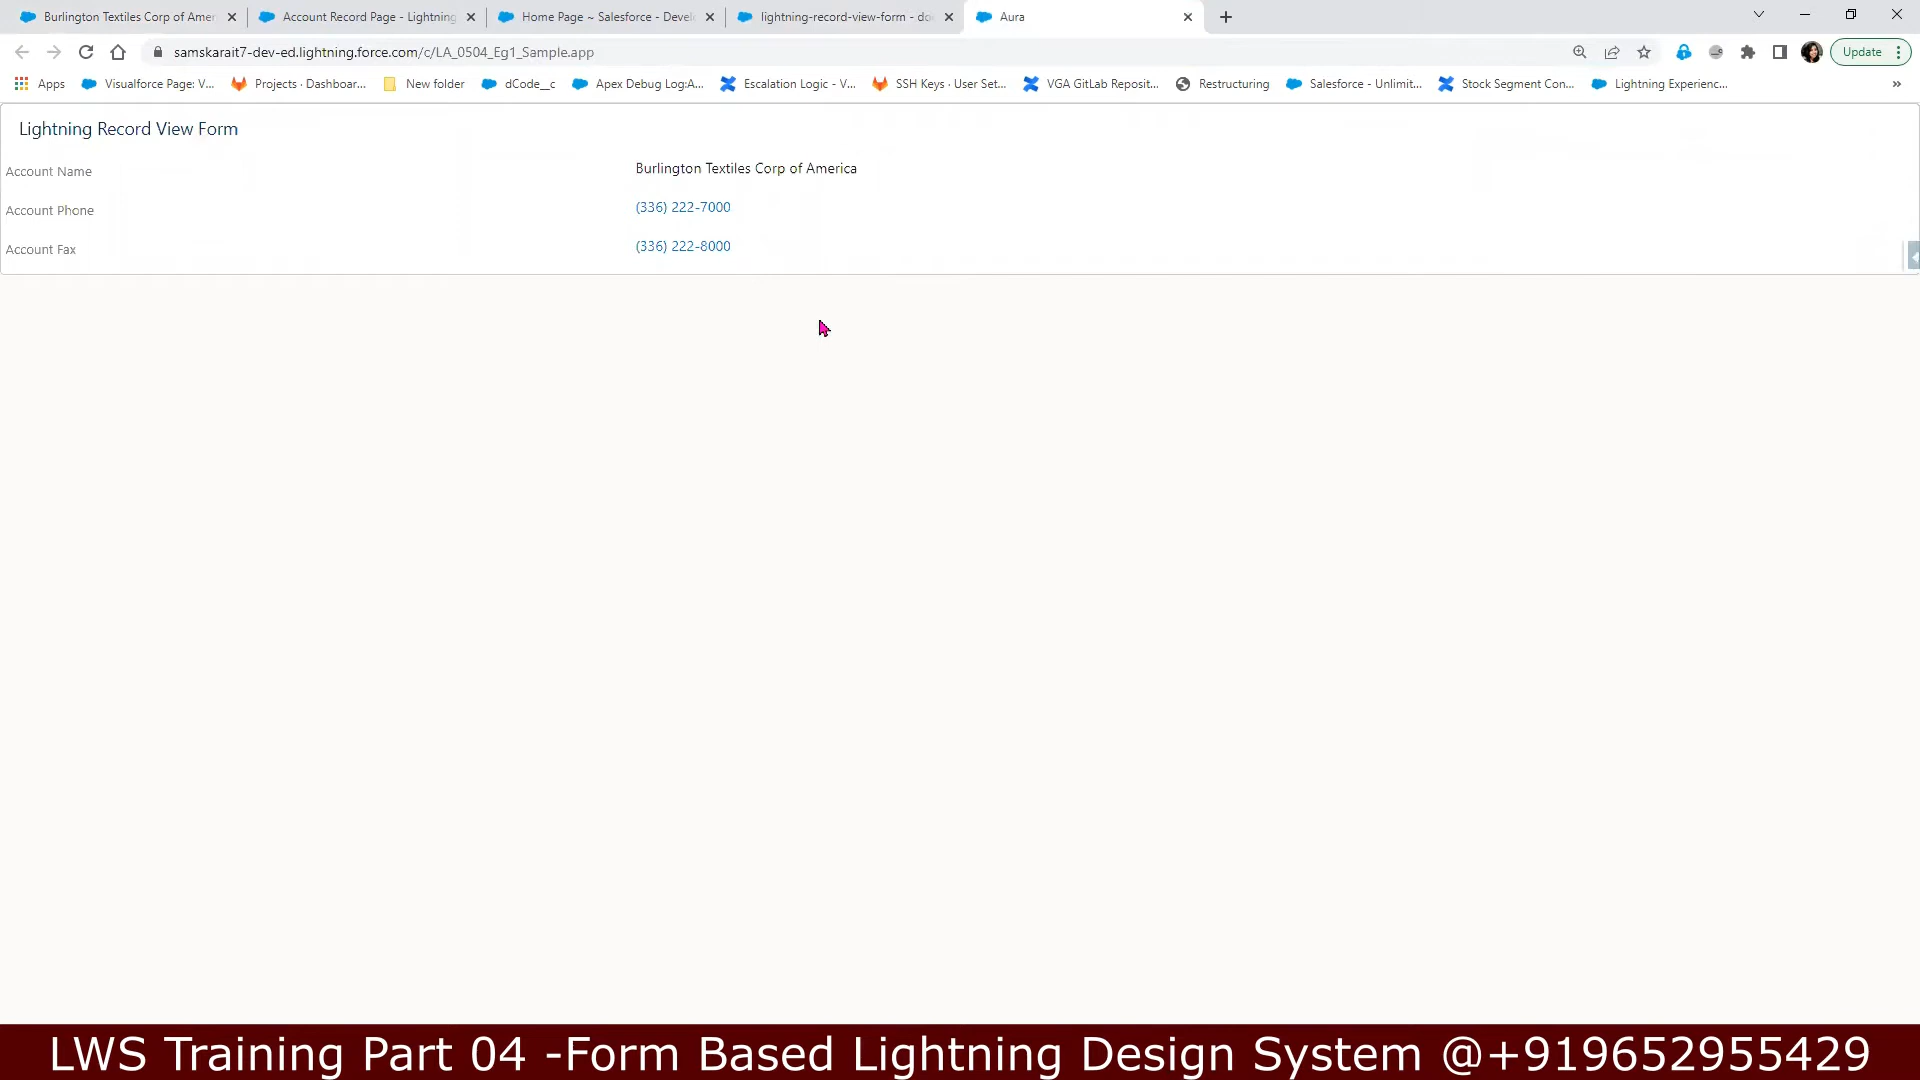 Burlington Textiles Corp of Amer
Account Record Page - Lightning
Home Page ~ Salesforce - Devel
lightning-record-view-form - do
Aura
samskarait7-dev-ed.lightning.force.com/c/LA_0504_Eg1_Sample.app
Update
Apps
Visualforce Page: V...
Projects · Dashboar...
New folder
dCode__c
Apex Debug Log:A...
Escalation Logic - V...
SSH Keys · User Set...
VGA GitLab Reposit...
Restructuring
Salesforce - Unlimit...
Stock Segment Con...
Lightning Experienc...
»
Lightning Record View Form
Account Name
Burlington Textiles Corp of America
Account Phone
(336) 222-7000
Account Fax
(336) 222-8000
LWS Training Part 04 -Form Based Lightning Design System @+919652955429